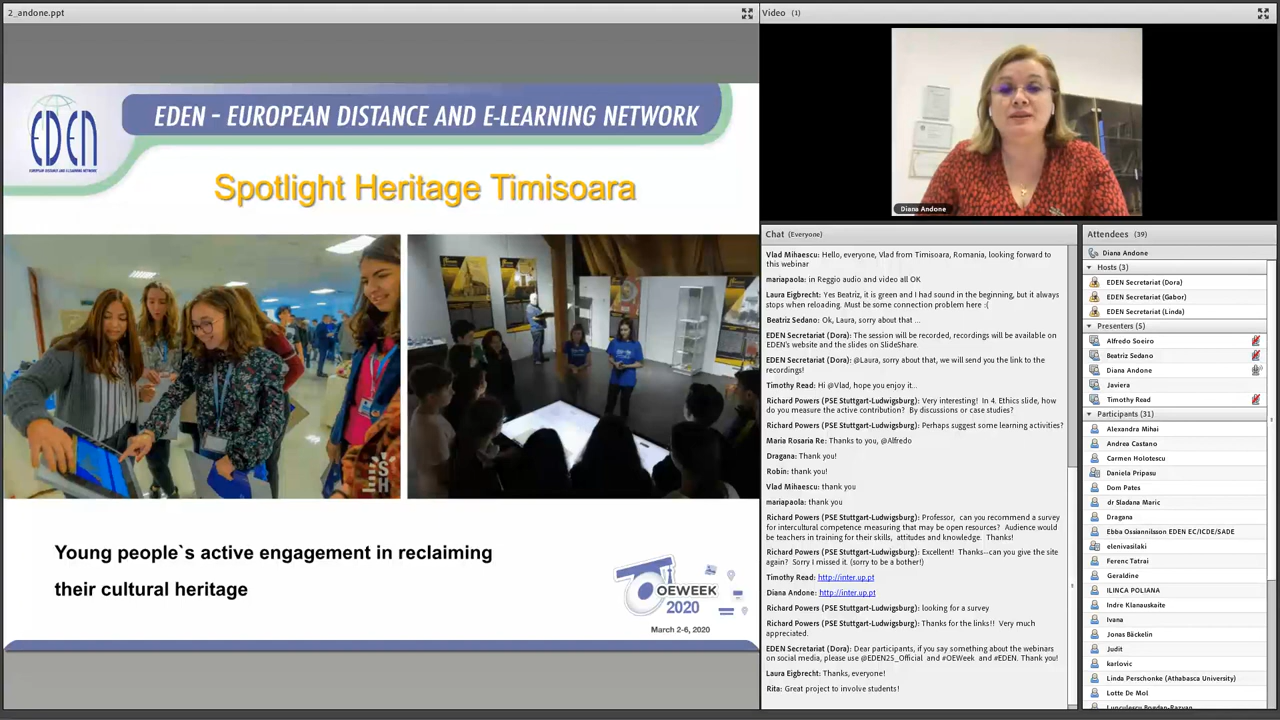 2_andone.ppt
EDEN
EUROPEAN DISTANCE AND E-LEARNING NETWORK
EDEN – EUROPEAN DISTANCE AND E-LEARNING NETWORK
Spotlight Heritage Timisoara
Young people`s active engagement in reclaiming
their cultural heritage
OEWEEK
2020
March 2-6, 2020
Video (1)
Diana Andone
Chat (Everyone)
Vlad Mihaescu: Hello, everyone, Vlad from Timisoara, Romania, looking forward to
this webinar
mariapaola: in Reggio audio and video all OK
Laura Eigbrecht: Yes Beatriz, it is green and I had sound in the beginning, but it always
stops when reloading. Must be some connection problem here :(
Beatriz Sedano: Ok, Laura, sorry about that ...
EDEN Secretariat (Dora): The session will be recorded, recordings will be available on
EDEN's website and the slides on SlideShare.
EDEN Secretariat (Dora): @Laura, sorry about that, we will send you the link to the
recordings!
Timothy Read: Hi @Vlad, hope you enjoy it...
Richard Powers (PSE Stuttgart-Ludwigsburg): Very interesting! In 4. Ethics slide, how
do you measure the active contribution? By discussions or case studies?
Richard Powers (PSE Stuttgart-Ludwigsburg): Perhaps suggest some learning activities?
Maria Rosaria Re: Thanks to you, @Alfredo
Dragana: Thank you!
Robin: thank you!
Vlad Mihaescu: thank you
mariapaola: thank you
Richard Powers (PSE Stuttgart-Ludwigsburg): Professor, can you recommend a survey
for intercultural competence measuring that may be open resources? Audience would
be teachers in training for their skills, attitudes and knowledge. Thanks!
Richard Powers (PSE Stuttgart-Ludwigsburg): Excellent! Thanks--can you give the site
again? Sorry I missed it. (sorry to be a bother!)
Timothy Read: http://inter.up.pt
Diana Andone: http://inter.up.pt
Richard Powers (PSE Stuttgart-Ludwigsburg): looking for a survey
Richard Powers (PSE Stuttgart-Ludwigsburg): Thanks for the links!! Very much
appreciated.
EDEN Secretariat (Dora): Dear participants, if you say something about the webinars
on social media, please use @EDEN25_Official and #OEWeek and #EDEN. Thank you!
Laura Eigbrecht: Thanks, everyone!
Rita: Great project to involve students!
Attendees (39)
Diana Andone
Hosts (3)
EDEN Secretariat (Dora)
EDEN Secretariat (Gabor)
EDEN Secretariat (Linda)
Presenters (5)
Alfredo Soeiro
Beatriz Sedano
Diana Andone
Javiera
Timothy Read
Participants (31)
Alexandra Mihai
Andrea Castano
Carmen Holotescu
Daniela Pripasu
Dom Pates
dr Sladana Maric
Dragana
Ebba Ossiannilsson EDEN EC/ICDE/SADE
elenivasilaki
Ferenc Tatrai
Geraldine
ILINCA POLIANA
Indre Klanauskaite
Ivana
Jonas Bäckelin
Judit
karlovic
Linda Perschonke (Athabasca University)
Lotte De Mol
Lunculescu Bogdan-Razvan